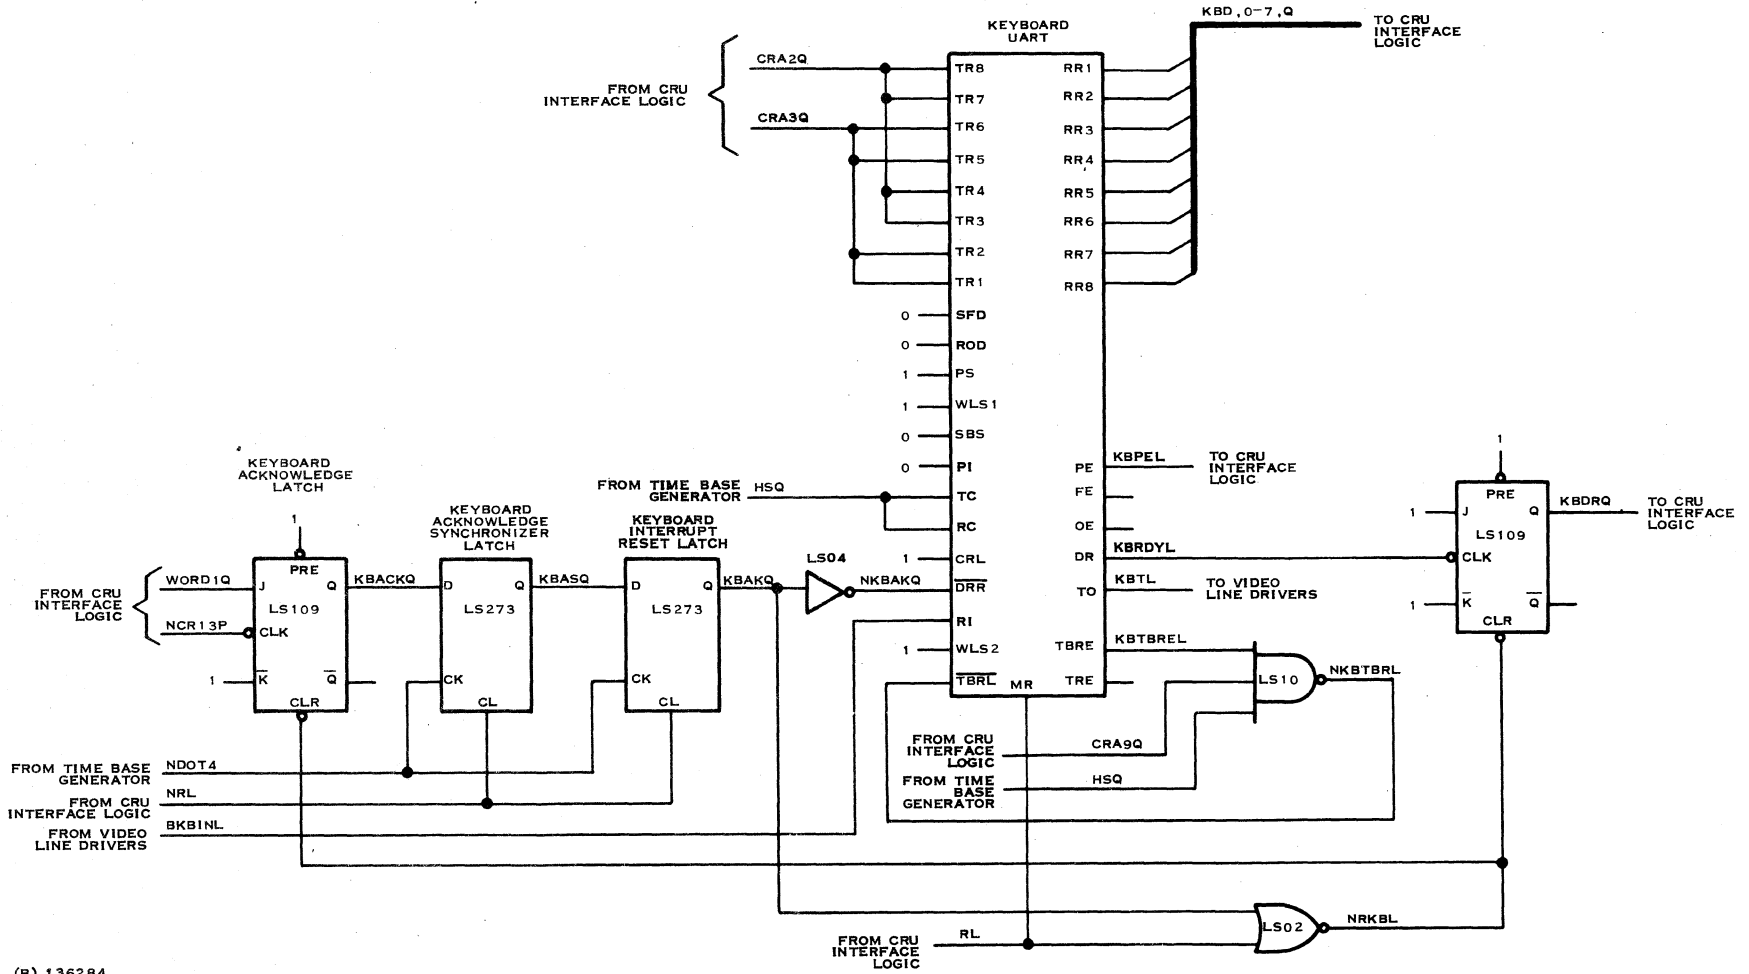 KBD,0-7,Q
TO CRU
INTERFACE
LOGIC
KEYBOARD
UART
FROM CRU
INTERFACE LOGIC
CRA2Q
CRA3Q
TR8
TR7
TR6
TR5
TR4
TR3
TR2
TR1
0 SFD
0 ROD
1 PS
1 WLS1
0 SBS
0 PI
TC
RC
1 CRL
DRR
RI
1 WLS2
TBRL
MR
RR1
RR2
RR3
RR4
RR5
RR6
RR7
RR8
PE
FE
OE
DR
TO
TBRE
TRE
KBPEL
TO CRU
INTERFACE
LOGIC
KBRDYL
KBTL
TO VIDEO
LINE DRIVERS
KBTBREL
FROM TIME BASE
GENERATOR
HSQ
KEYBOARD
ACKNOWLEDGE
LATCH
1
PRE
J Q
LS109
CLK
1 K Q
CLR
FROM CRU
INTERFACE
LOGIC
WORD1Q
NCR13P
KBACKQ
KEYBOARD
ACKNOWLEDGE
SYNCHRONIZER
LATCH
D Q
LS273
CK
CL
KBASQ
KEYBOARD
INTERRUPT
RESET LATCH
D Q
LS273
CK
CL
KBAKQ
LS04
NKBAKQ
1
PRE
1 J Q
LS109
CLK
1 K Q
CLR
KBDRQ
TO CRU
INTERFACE
LOGIC
LS10
NKBTBRL
FROM CRU
INTERFACE
LOGIC
CRA9Q
FROM TIME
BASE
GENERATOR
HSQ
FROM TIME BASE
GENERATOR
NDOT4
FROM CRU
INTERFACE LOGIC
NRL
FROM VIDEO
LINE DRIVERS
BKBINL
LS02
NRKBL
FROM CRU
INTERFACE
LOGIC
RL
(B) 136284